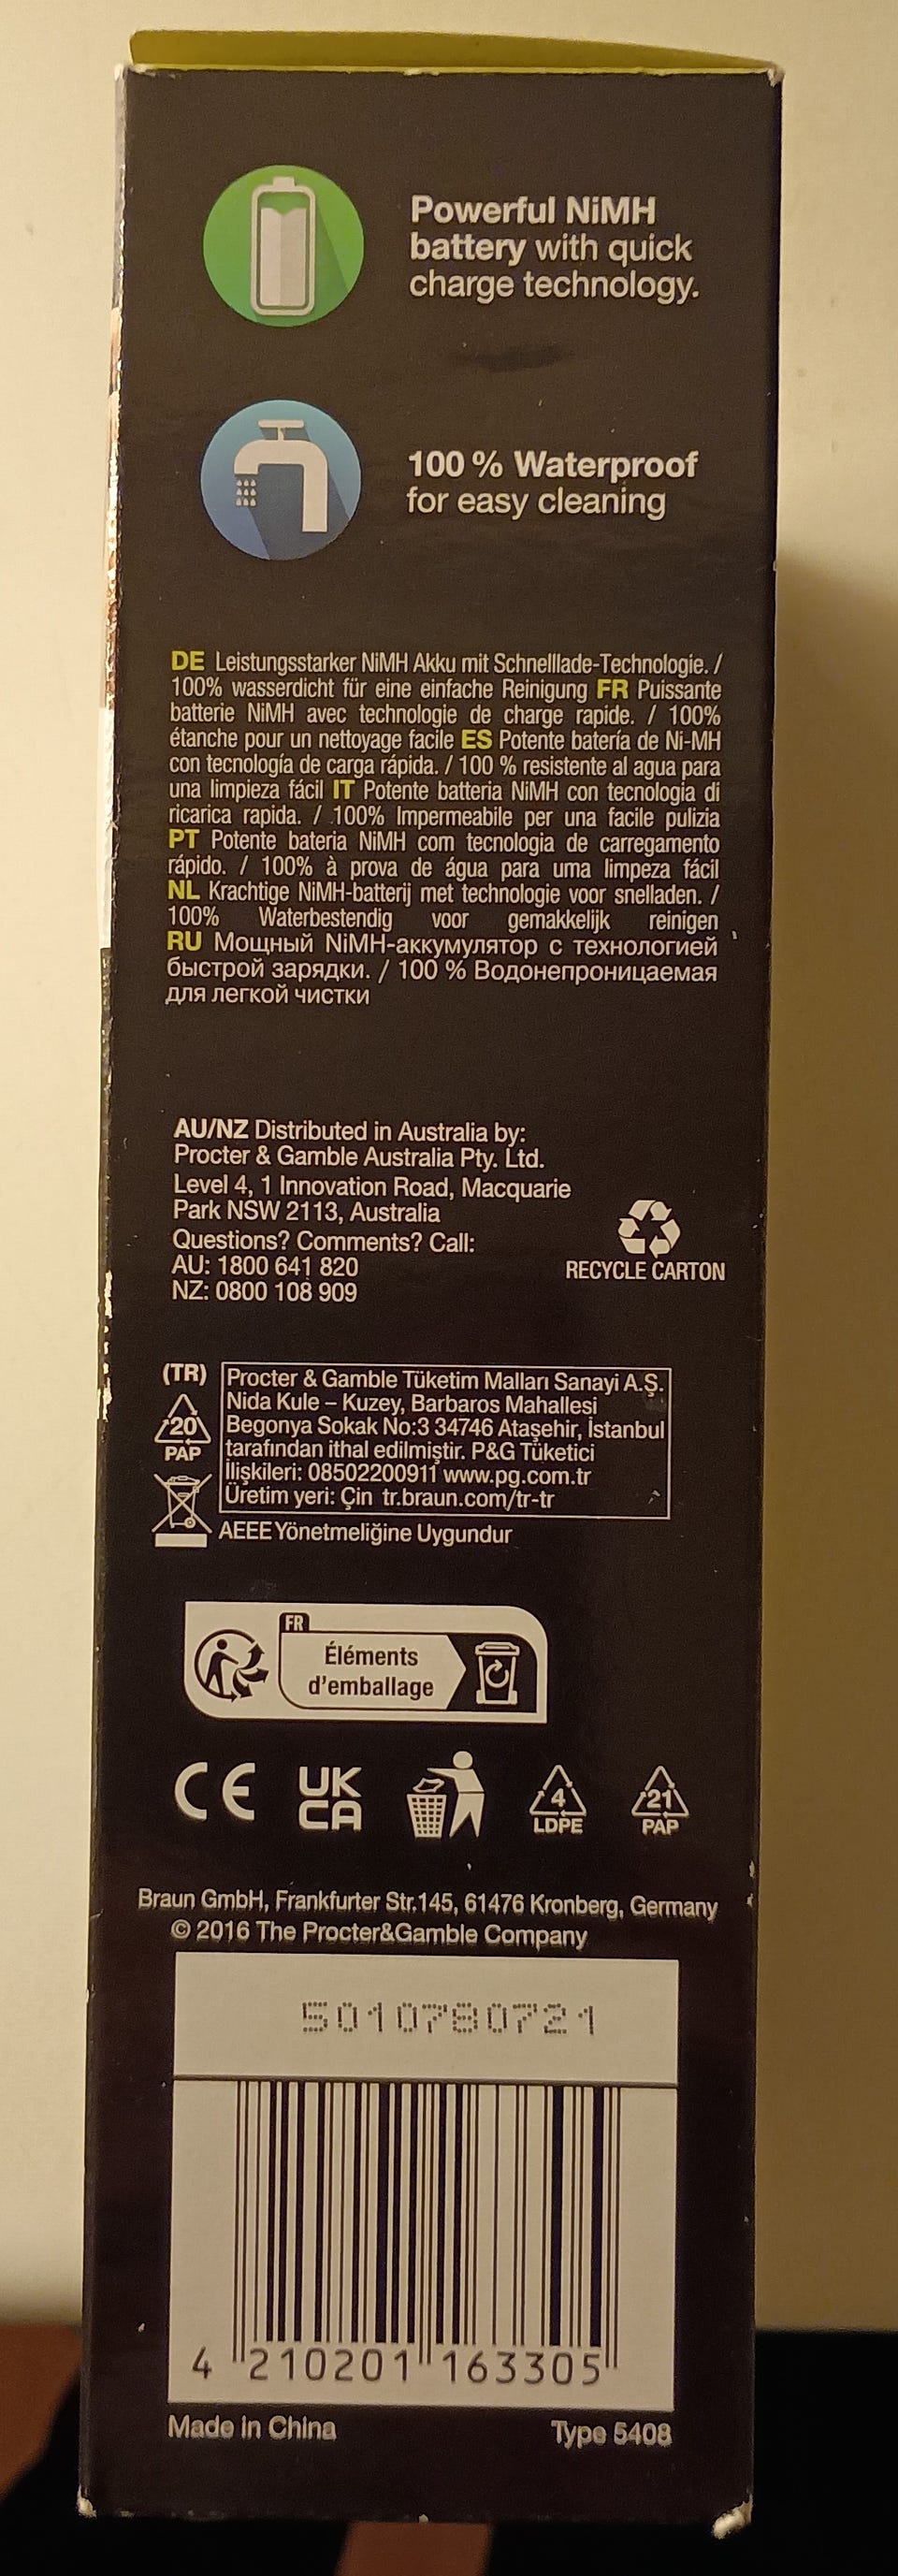 Powerful NiMH
battery with quick
charge technology.
100 % Waterproof
for easy cleaning
DE Leistungsstarker NiMH Akku mit Schnelllade-Technologie. /
100% wasserdicht für eine einfache Reinigung FR Puissante
batterie NiMH avec technologie de charge rapide. / 100%
étanche pour un nettoyage facile ES Potente batería de Ni-MH
con tecnología de carga rápida. / 100 % resistente al agua para
una limpieza fácil IT Potente batteria NiMH con tecnologia di
ricarica rapida. / 100% Impermeabile per una facile pulizia
PT Potente bateria NiMH com tecnologia de carregamento
rápido. / 100% à prova de água para uma limpeza fácil
NL Krachtige NiMH-batterij met technologie voor snelladen. /
100% Waterbestendig voor gemakkelijk reinigen
RU Мощный NiMH-аккумулятор с технологией
быстрой зарядки. / 100 % Водонепроницаемая
для легкой чистки
AU/NZ Distributed in Australia by:
Procter & Gamble Australia Pty. Ltd.
Level 4, 1 Innovation Road, Macquarie
Park NSW 2113, Australia
Questions? Comments? Call:
AU: 1800 641 820
NZ: 0800 108 909
RECYCLE CARTON
(TR)
20
PAP
Procter & Gamble Tüketim Malları Sanayi A.Ş.
Nida Kule – Kuzey, Barbaros Mahallesi
Begonya Sokak No:3 34746 Ataşehir, İstanbul
tarafından ithal edilmiştir. P&G Tüketici
İlişkileri: 08502200911 www.pg.com.tr
Üretim yeri: Çin tr.braun.com/tr-tr
AEEE Yönetmeliğine Uygundur
FR
Éléments
d'emballage
CE
UK
CA
4
LDPE
21
PAP
Braun GmbH, Frankfurter Str.145, 61476 Kronberg, Germany
© 2016 The Procter&Gamble Company
5010780721
4 210201 163305
Made in China Type 5408